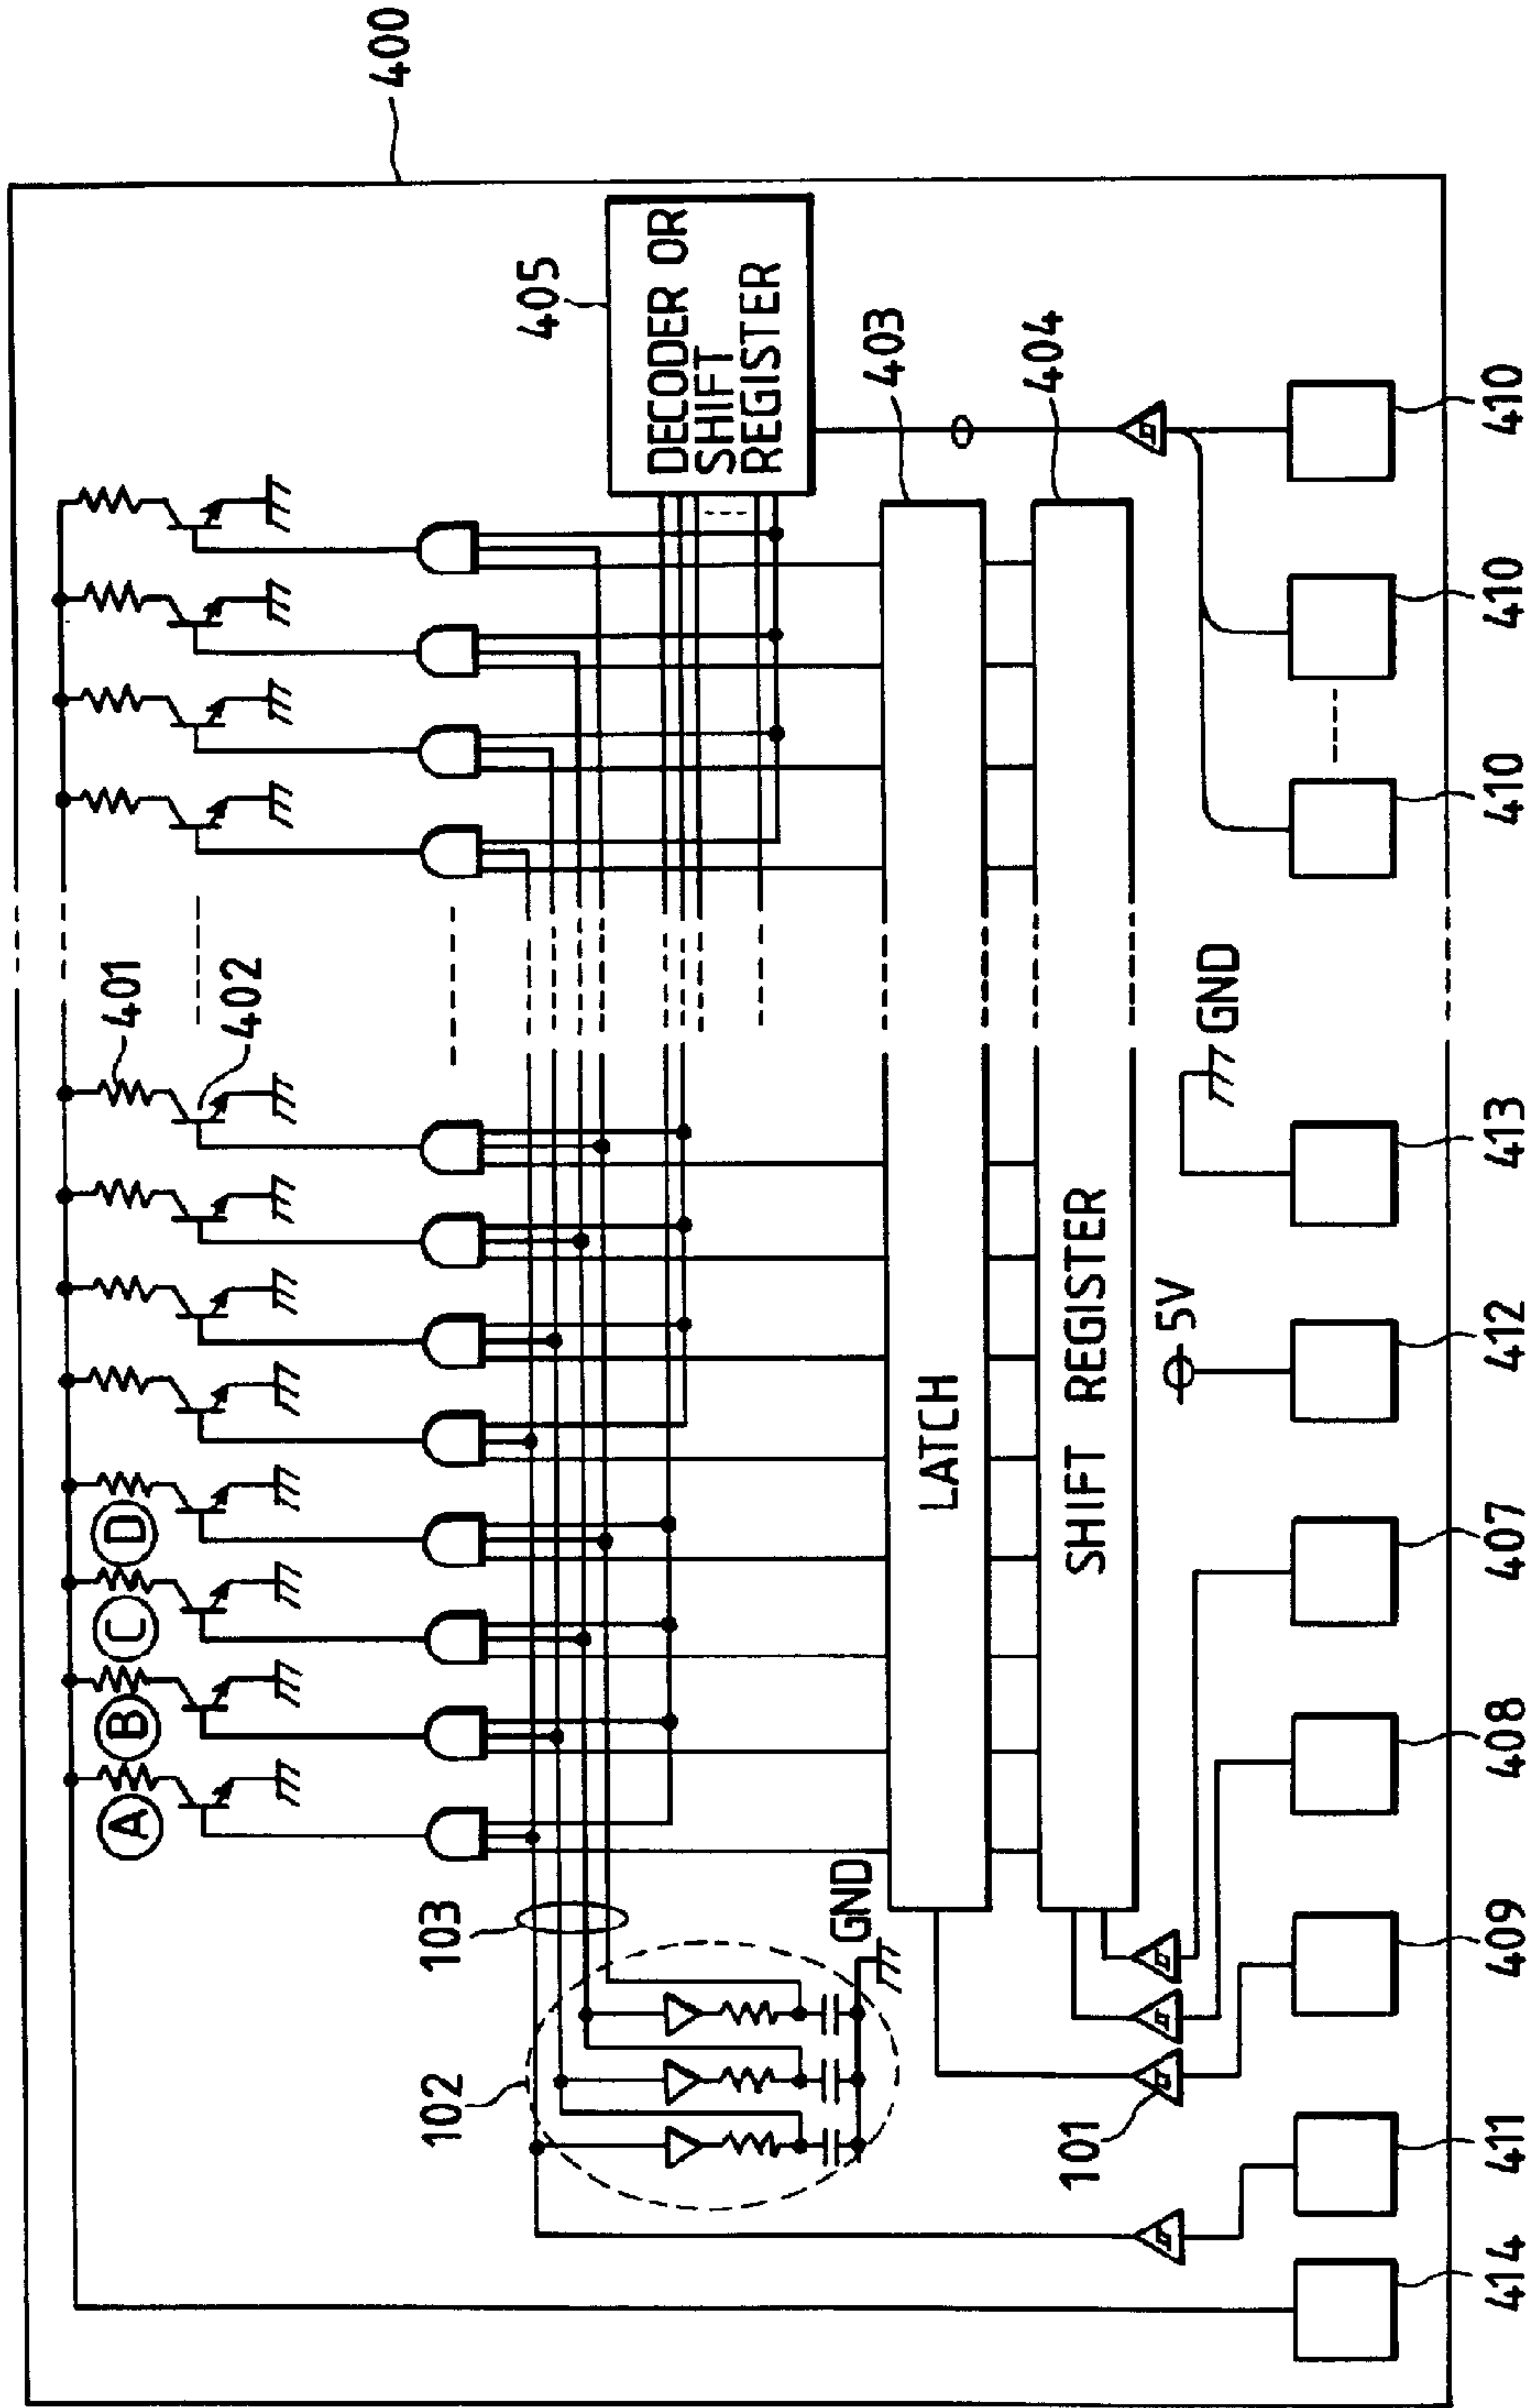 400
401
402
A
B
C
D
405
DECODER OR
SHIFT
REGISTER
103
102
GND
403
LATCH
404
SHIFT REGISTER
101
5V
GND
414
411
409
408
407
412
413
410
410
410